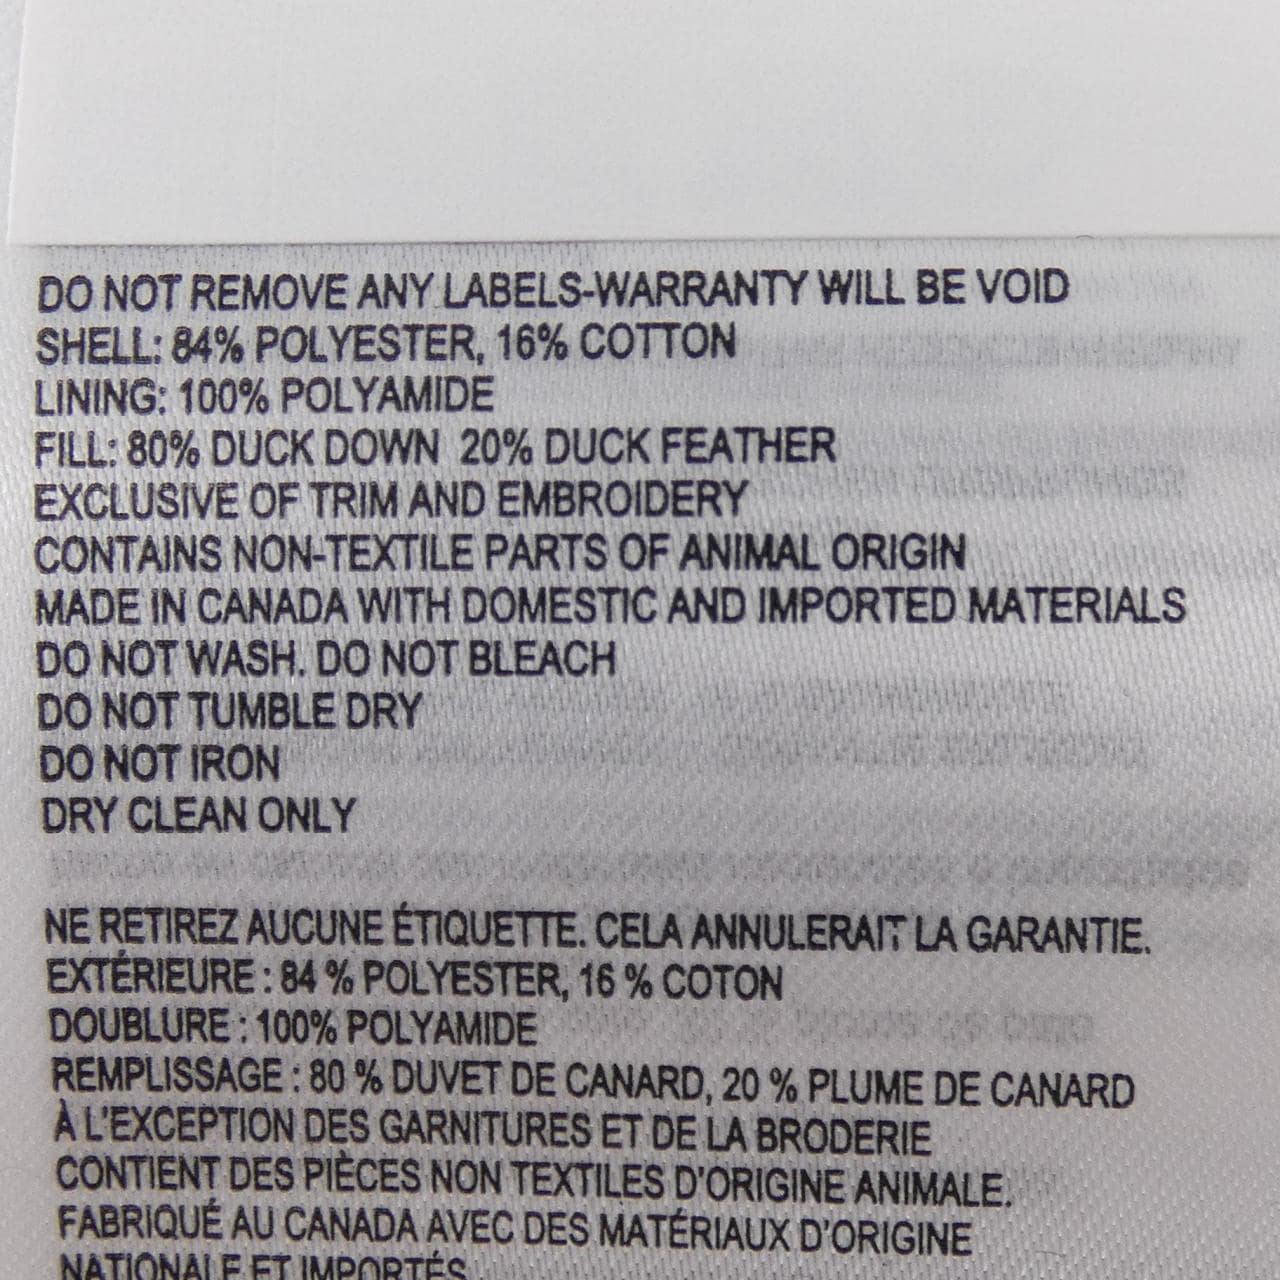 DO NOT REMOVE ANY LABELS-WARRANTY WILL BE VOID
SHELL: 84% POLYESTER, 16% COTTON
LINING: 100% POLYAMIDE
FILL: 80% DUCK DOWN 20% DUCK FEATHER
EXCLUSIVE OF TRIM AND EMBROIDERY
CONTAINS NON-TEXTILE PARTS OF ANIMAL ORIGIN
MADE IN CANADA WITH DOMESTIC AND IMPORTED MATERIALS
DO NOT WASH. DO NOT BLEACH
DO NOT TUMBLE DRY
DO NOT IRON
DRY CLEAN ONLY
NE RETIREZ AUCUNE ÉTIQUETTE. CELA ANNULERAIT LA GARANTIE.
EXTÉRIEURE : 84 % POLYESTER, 16 % COTON
DOUBLURE : 100% POLYAMIDE
REMPLISSAGE : 80 % DUVET DE CANARD, 20 % PLUME DE CANARD
À L'EXCEPTION DES GARNITURES ET DE LA BRODERIE
CONTIENT DES PIÈCES NON TEXTILES D'ORIGINE ANIMALE.
FABRIQUÉ AU CANADA AVEC DES MATÉRIAUX D'ORIGINE
NATIONALE ET IMPORTÉS